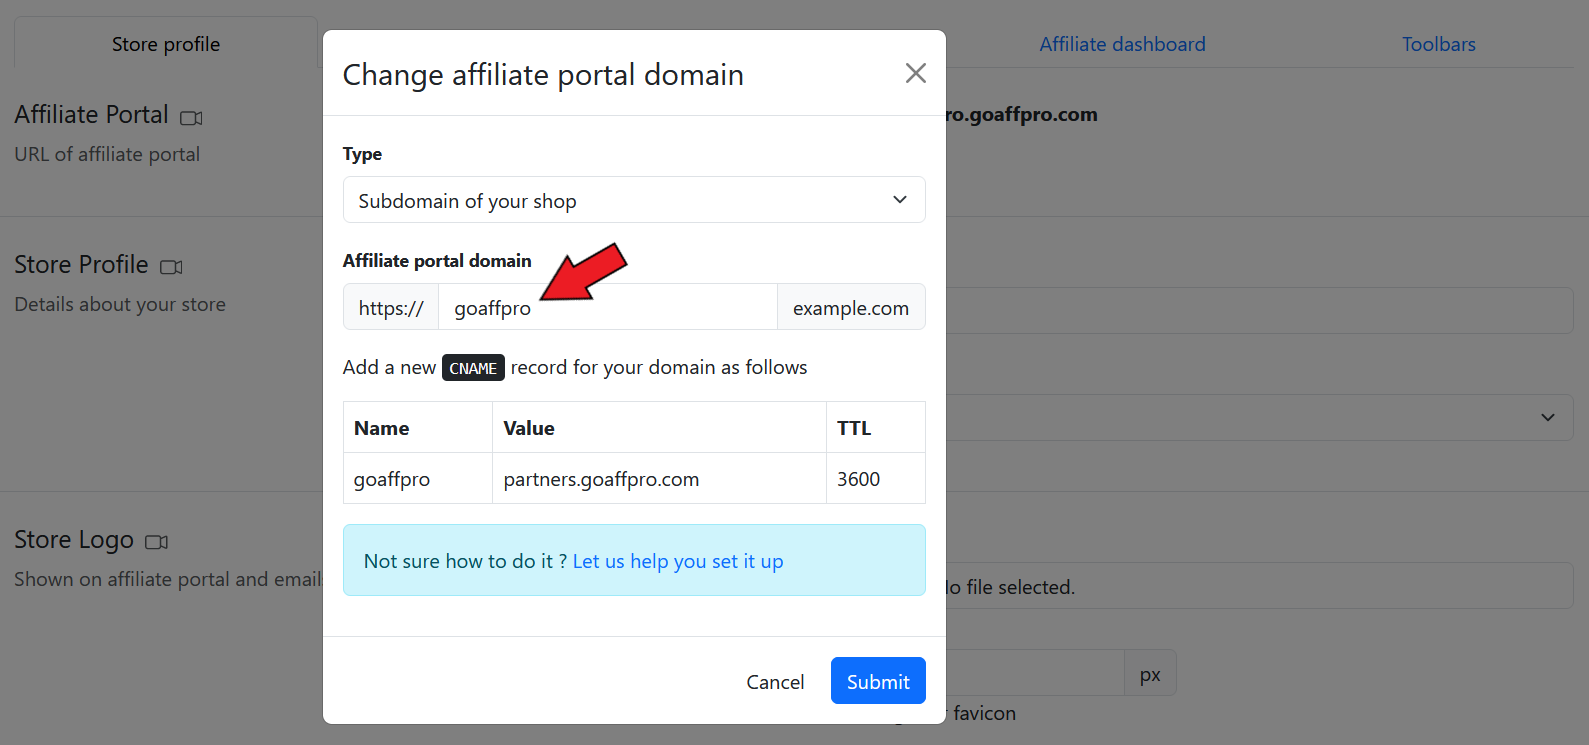 Store profile
Affiliate dashboard
Toolbars
Affiliate Portal
URL of affiliate portal
ro.goaffpro.com
Change affiliate portal domain
Type
Subdomain of your shop
Affiliate portal domain
https:// goaffpro example.com
Add a new CNAME record for your domain as follows
Name Value TTL
goaffpro partners.goaffpro.com 3600
Not sure how to do it ? Let us help you set it up
Cancel Submit
Store Profile
Details about your store
Store Logo
Shown on affiliate portal and email
file selected.
px
favicon